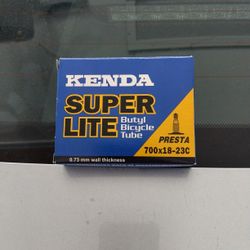 KENDA
SUPER
LITE
Butyl
Bicycle
Tube
PRESTA
700x18-23C
0.73 mm wall thickness